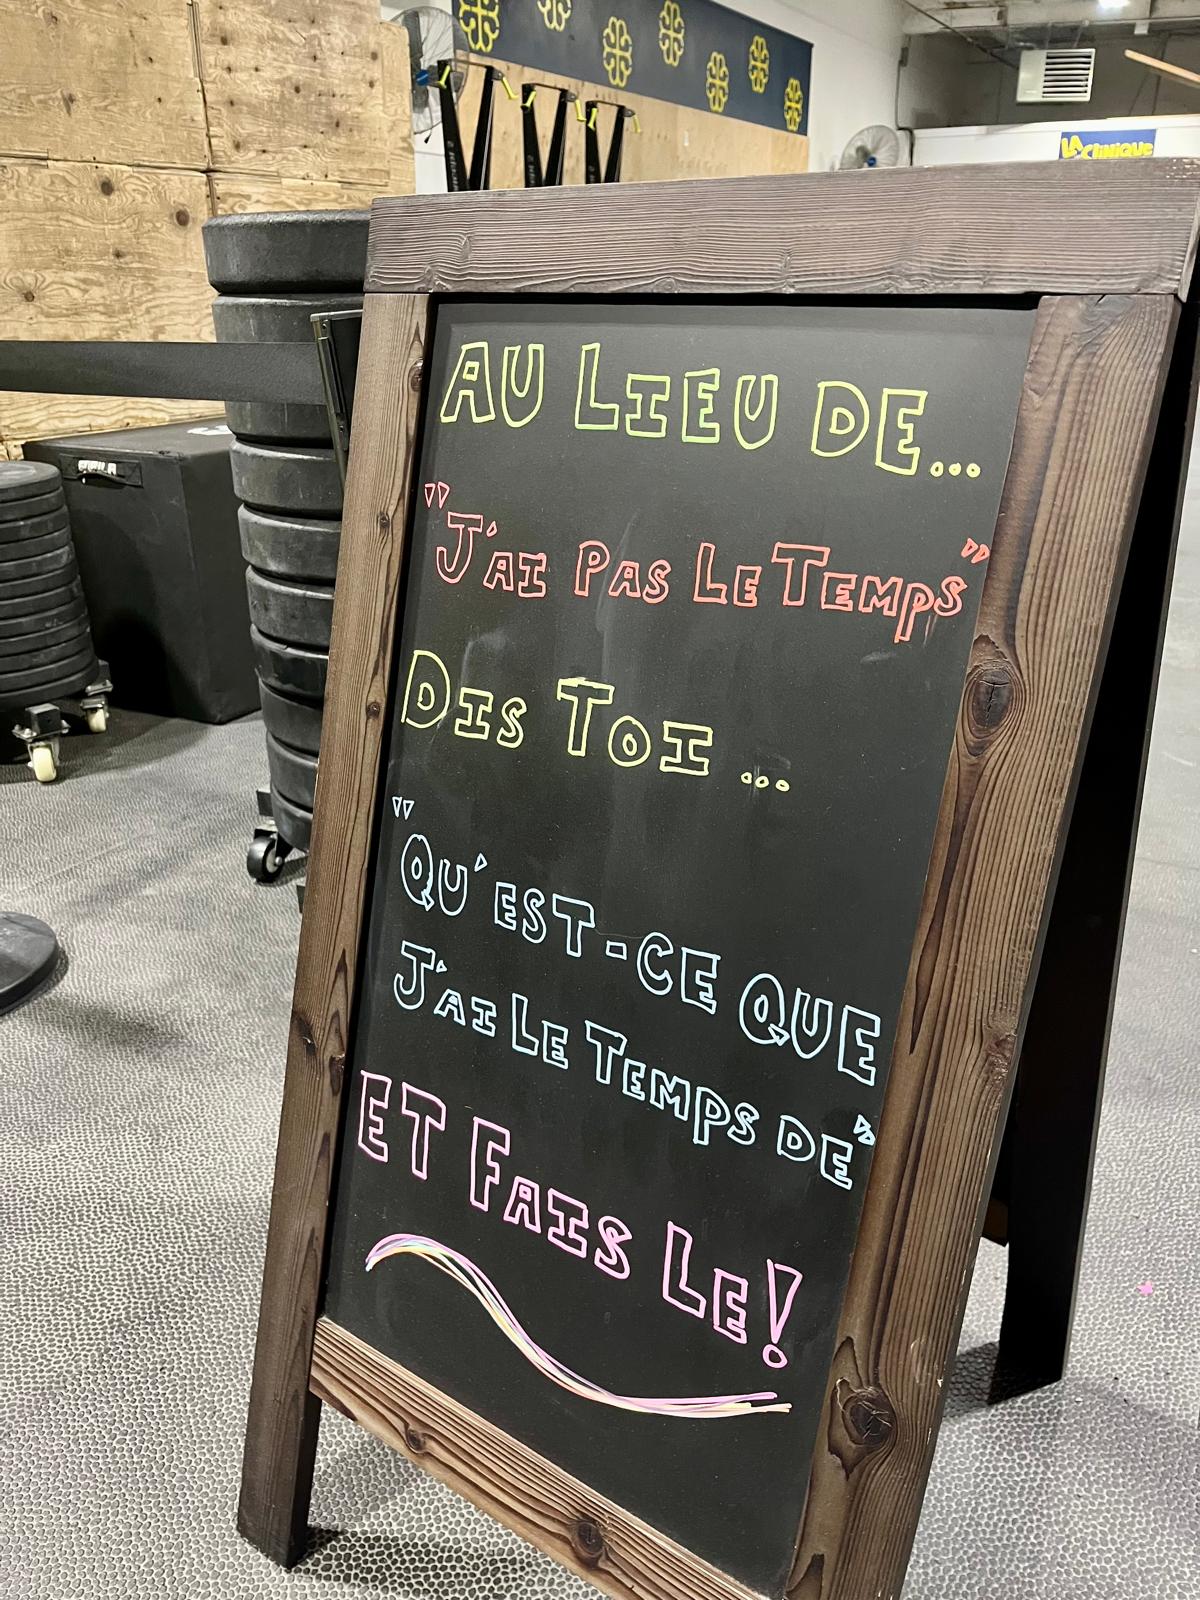 LA CLINIQUE
AU LIEU DE...
"J'AI PAS LE TEMPS"
DIS TOI...
"QU'EST-CE QUE
J'AI LE TEMPS DE"
ET FAIS LE!